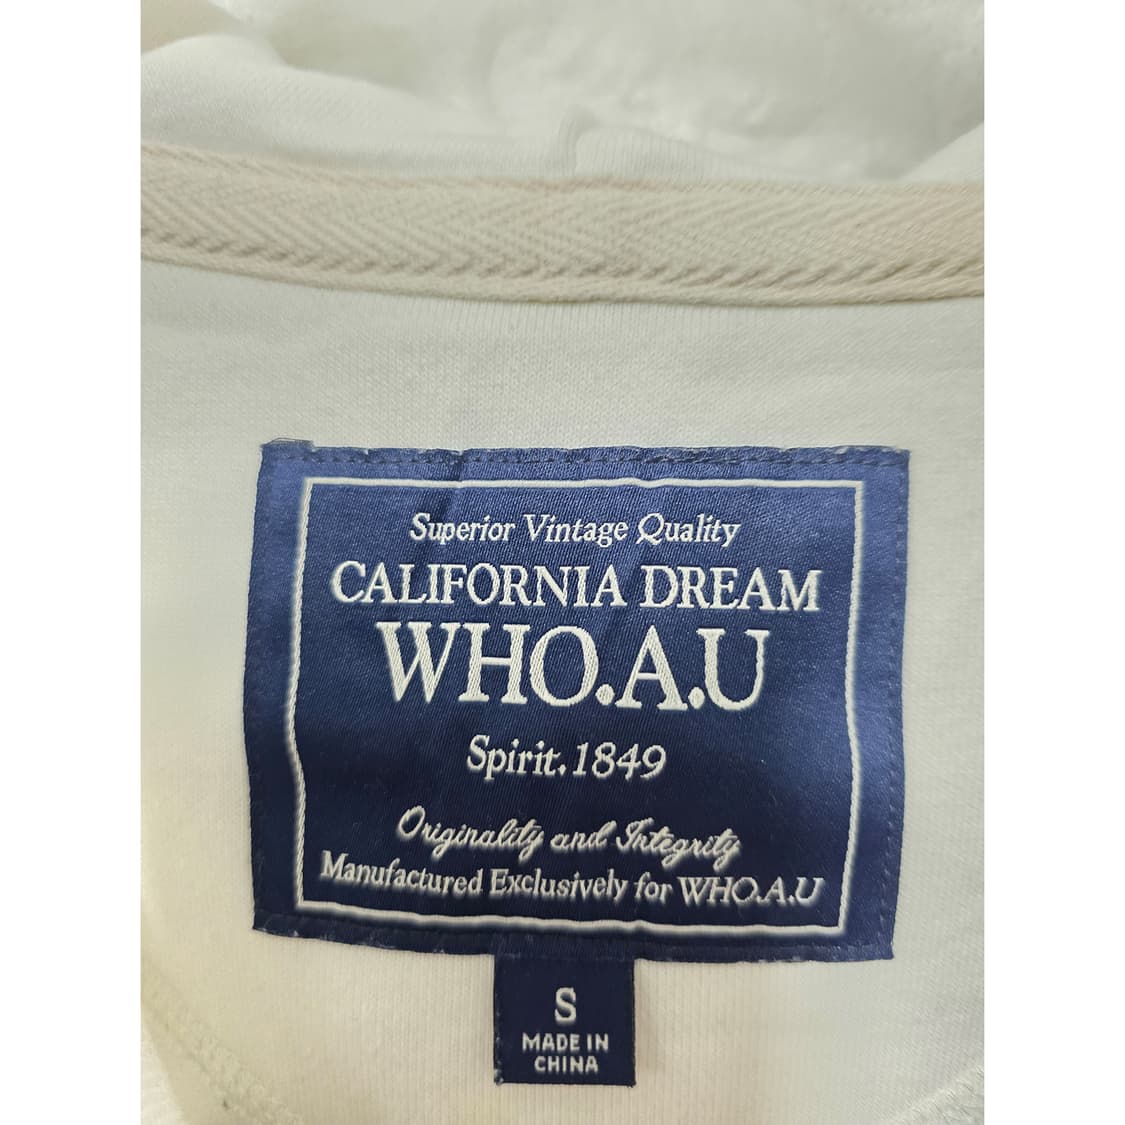 Superior Vintage Quality
CALIFORNIA DREAM
WHO.A.U
Spirit.1849
Originality and Integrity
Manufactured Exclusively for WHO.A.U
S
MADE IN
CHINA